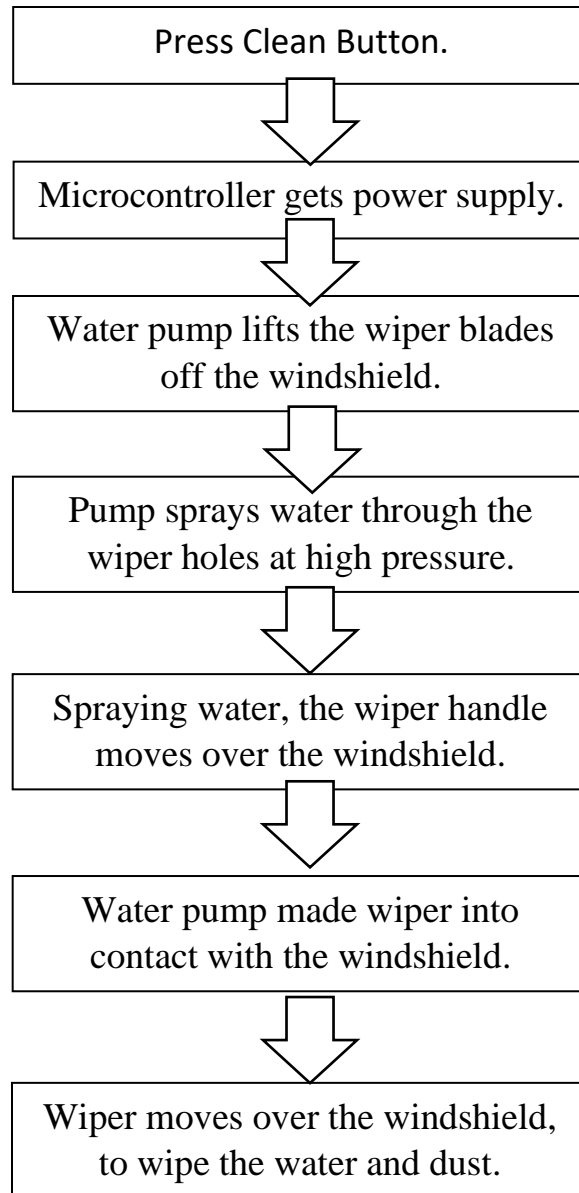 Press Clean Button.
Microcontroller gets power supply.
Water pump lifts the wiper blades
off the windshield.
Pump sprays water through the
wiper holes at high pressure.
Spraying water, the wiper handle
moves over the windshield.
Water pump made wiper into
contact with the windshield.
Wiper moves over the windshield,
to wipe the water and dust.